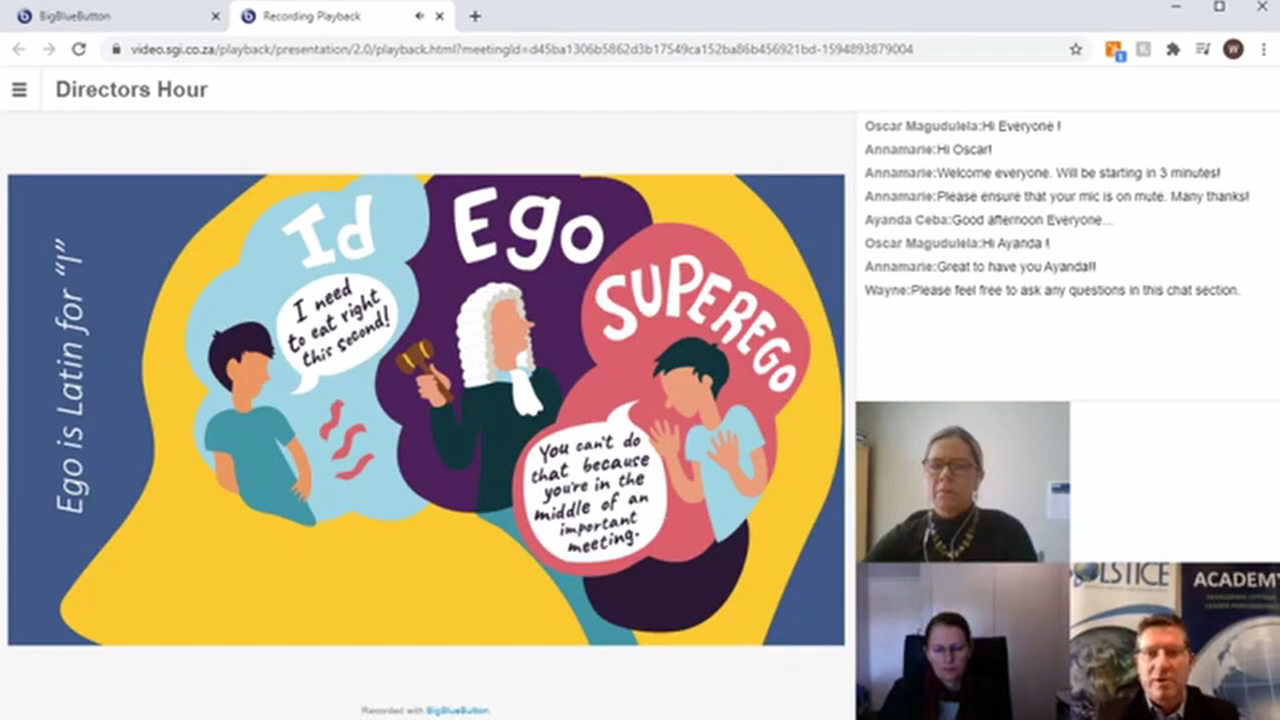 BigBlueButton
Recording Playback
video.sgi.co.za/playback/presentation/2.0/playback.html?meetingId=d45ba1306b5862d3b17549ca152ba86b456921bd-1594893879004
W
Directors Hour
Ego is Latin for “I”
Id
Ego
SUPEREGO
I need
to eat right
this second!
You can't do
that because
you're in the
middle of an
important
meeting.
Oscar Magudulela:Hi Everyone !
Annamarie:Hi Oscar!
Annamarie:Welcome everyone. Will be starting in 3 minutes!
Annamarie:Please ensure that your mic is on mute. Many thanks!
Ayanda Ceba:Good afternoon Everyone...
Oscar Magudulela:Hi Ayanda !
Annamarie:Great to have you Ayanda!!!
Wayne:Please feel free to ask any questions in this chat section.
OLSTICE
ACADEMY
Recorded with BigBlueButton.